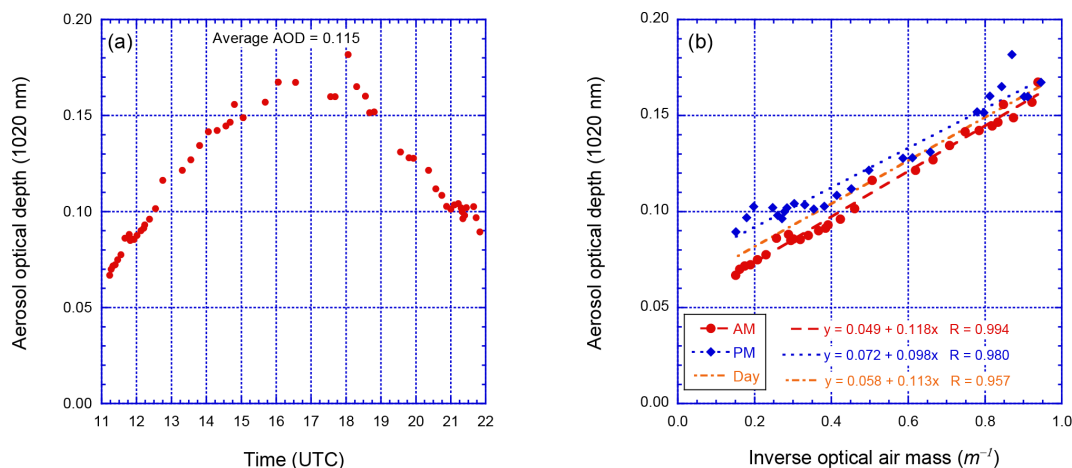 (a)
Average AOD = 0.115
Aerosol optical depth (1020 nm)
0.20
0.15
0.10
0.05
0.00
11 12 13 14 15 16 17 18 19 20 21 22
Time (UTC)
(b)
Aerosol optical depth (1020 nm)
0.20
0.15
0.10
0.05
0.00
AM y = 0.049 + 0.118x R = 0.994
PM y = 0.072 + 0.098x R = 0.980
Day y = 0.058 + 0.113x R = 0.957
0.0 0.2 0.4 0.6 0.8 1.0
Inverse optical air mass (m⁻¹)